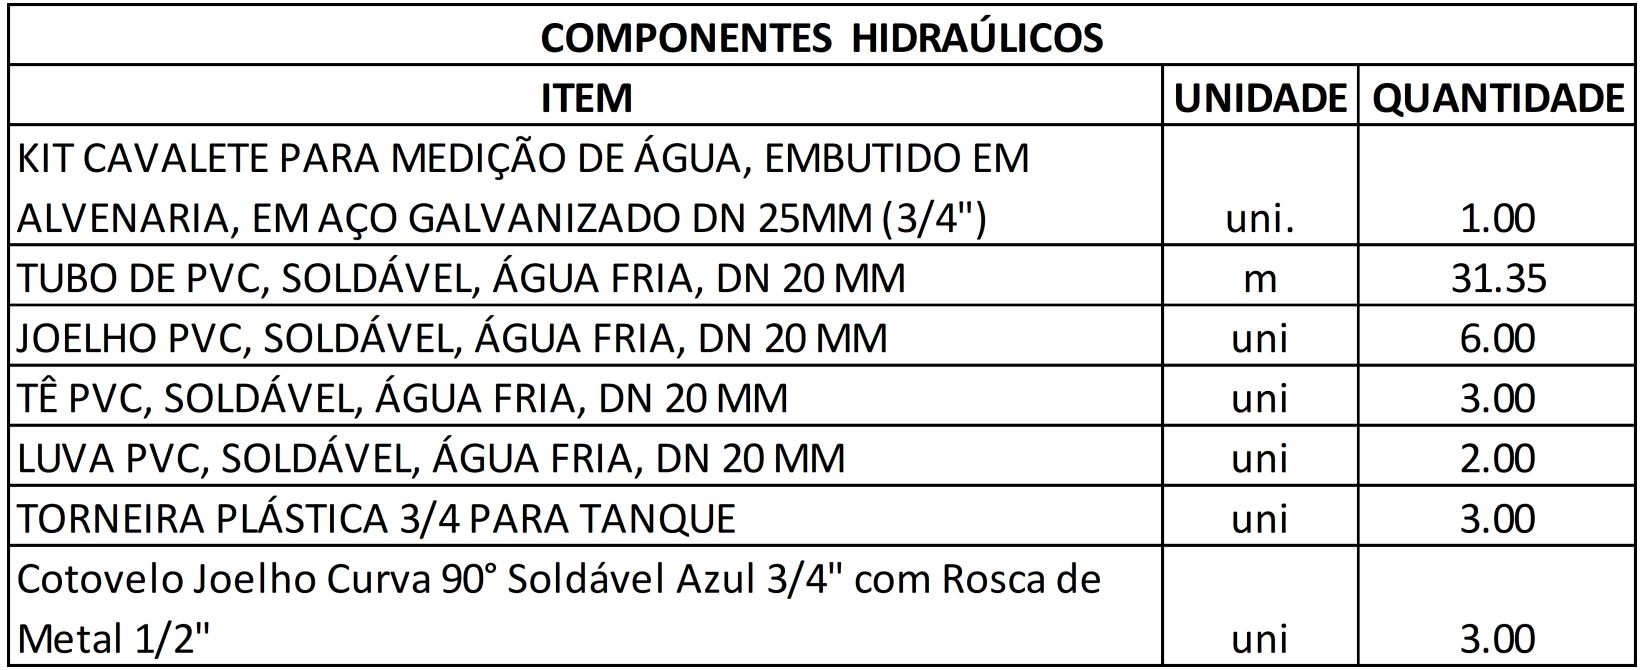 COMPONENTES HIDRAÚLICOS
ITEM UNIDADE QUANTIDADE
KIT CAVALETE PARA MEDIÇÃO DE ÁGUA, EMBUTIDO EM
ALVENARIA, EM AÇO GALVANIZADO DN 25MM (3/4") uni. 1.00
TUBO DE PVC, SOLDÁVEL, ÁGUA FRIA, DN 20 MM m 31.35
JOELHO PVC, SOLDÁVEL, ÁGUA FRIA, DN 20 MM uni 6.00
TÊ PVC, SOLDÁVEL, ÁGUA FRIA, DN 20 MM uni 3.00
LUVA PVC, SOLDÁVEL, ÁGUA FRIA, DN 20 MM uni 2.00
TORNEIRA PLÁSTICA 3/4 PARA TANQUE uni 3.00
Cotovelo Joelho Curva 90° Soldável Azul 3/4" com Rosca de
Metal 1/2" uni 3.00